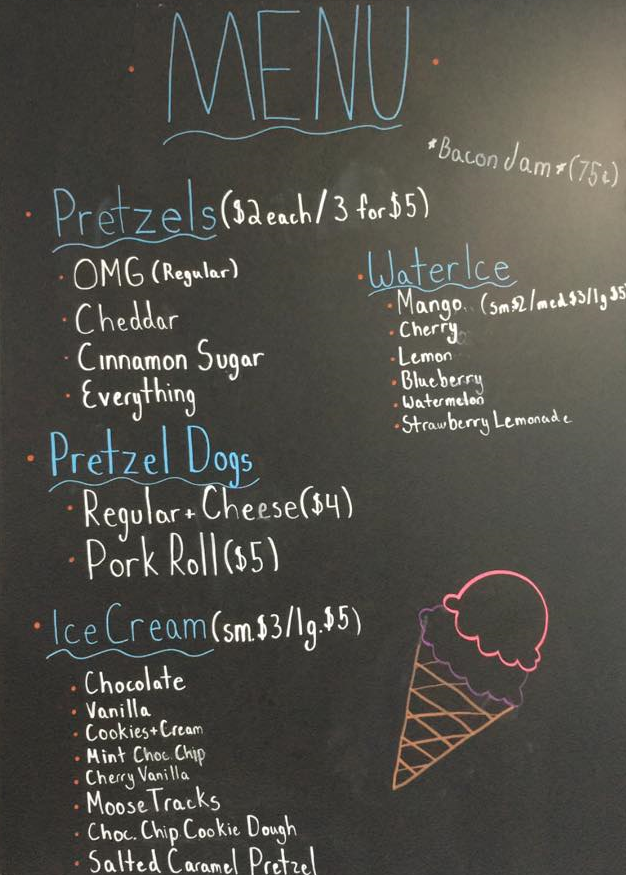 MENU
*Bacon Jam*(75¢)
Pretzels ($2 each/3 for $5)
OMG (Regular)
Cheddar
Cinnamon Sugar
Everything
Water Ice
Mango (sm $2/med.$3/lg $5
Cherry
Lemon
Blueberry
Watermelon
Strawberry Lemonade
Pretzel Dogs
Regular + Cheese ($4)
Pork Roll ($5)
Ice Cream (sm.$3/lg.$5)
Chocolate
Vanilla
Cookies + Cream
Mint Choc. Chip
Cherry Vanilla
Moose Tracks
Choc. Chip Cookie Dough
Salted Caramel Pretzel